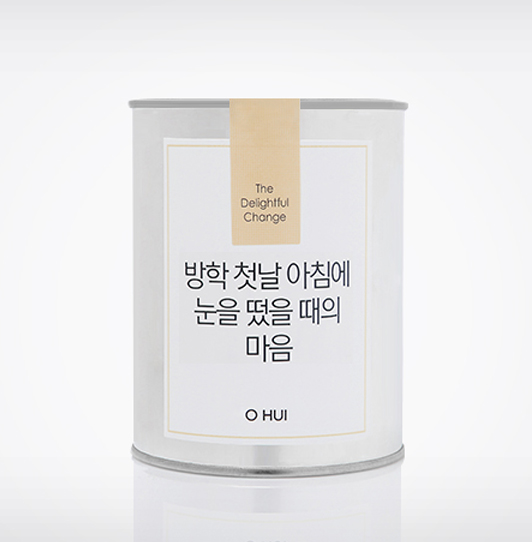 The
Delightful
Change
방학 첫날 아침에
눈을 떴을 때의
마음
O HUI